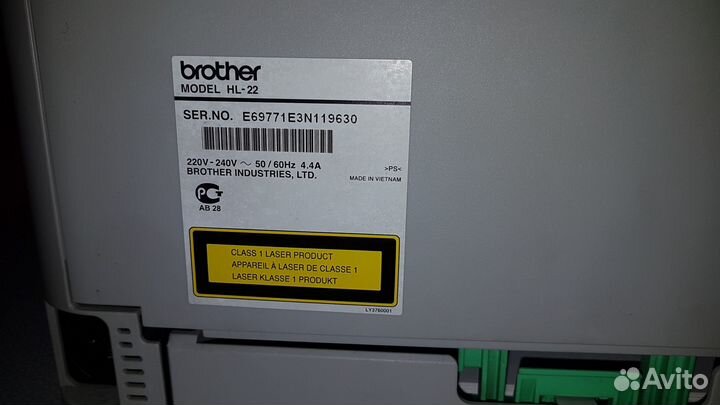 brother
MODEL HL-22
SER.NO. E69771E3N119630
220V-240V ~ 50/60Hz 4.4A
BROTHER INDUSTRIES, LTD.
>PS<
MADE IN VIETNAM
АВ 28
CLASS 1 LASER PRODUCT
APPAREIL À LASER DE CLASSE 1
LASER KLASSE 1 PRODUKT
LY3760001
Avito